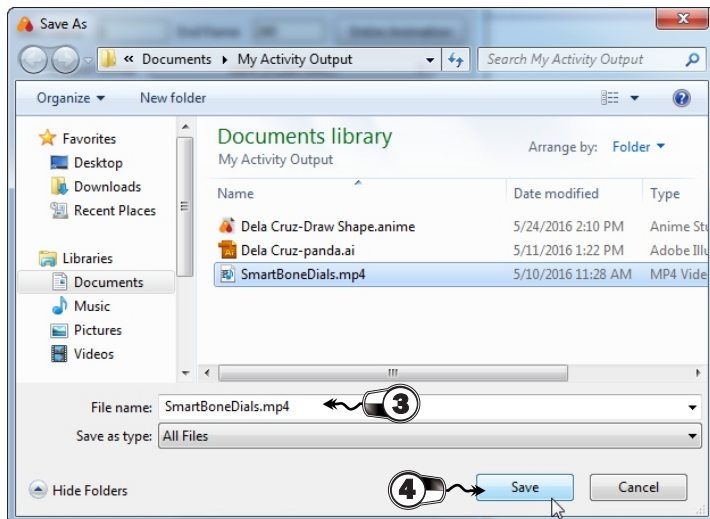 Save As
« Documents ▸ My Activity Output
Search My Activity Output
Organize
New folder
Favorites
Desktop
Downloads
Recent Places
Libraries
Documents
Music
Pictures
Videos
Documents library
My Activity Output
Arrange by: Folder
Name Date modified Type
Dela Cruz-Draw Shape.anime 5/24/2016 2:10 PM Anime Stu
Dela Cruz-panda.ai 5/11/2016 1:22 PM Adobe Illu
SmartBoneDials.mp4 5/10/2016 11:28 AM MP4 Vide
File name: SmartBoneDials.mp4
3
Save as type: All Files
Hide Folders
4
Save
Cancel